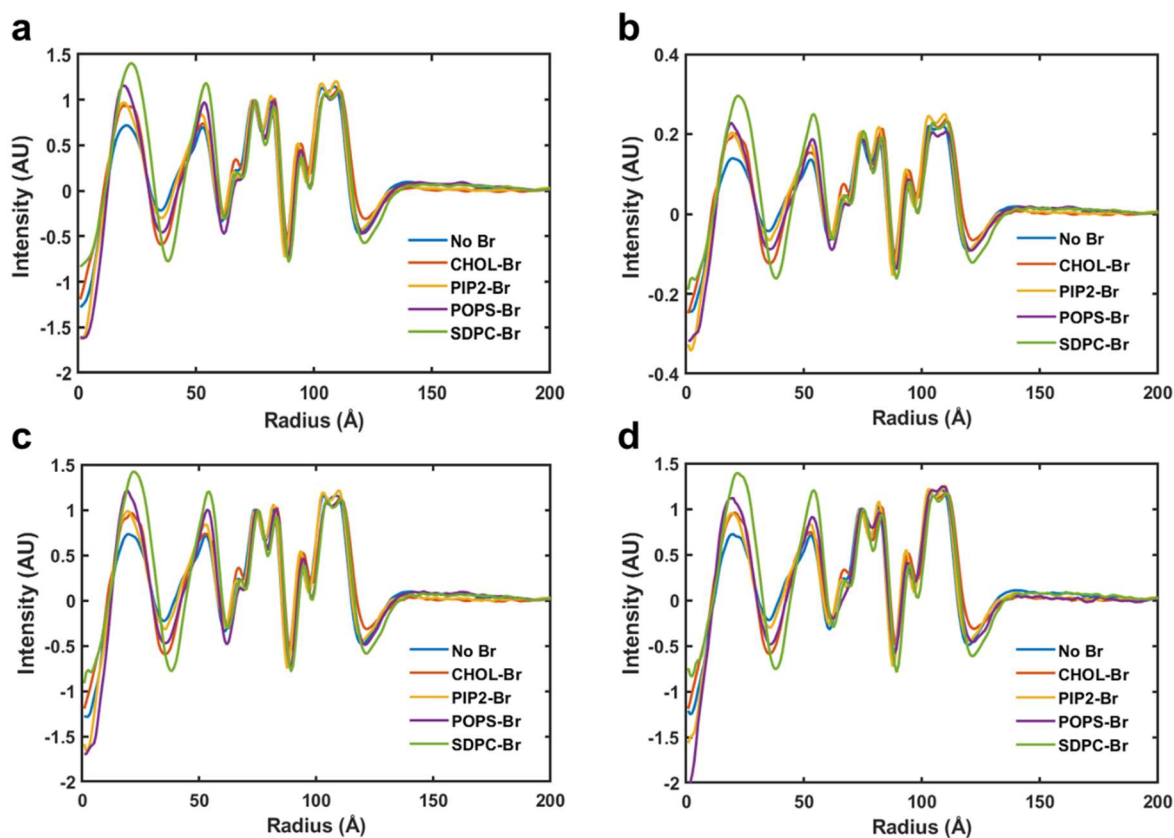 a
1.5
1
0.5
0
-0.5
-1
-1.5
-2
Intensity (AU)
0
50
100
150
200
Radius (Å)
No Br
CHOL-Br
PIP2-Br
POPS-Br
SDPC-Br
b
0.4
0.2
0
-0.2
-0.4
Intensity (AU)
0
50
100
150
200
Radius (Å)
No Br
CHOL-Br
PIP2-Br
POPS-Br
SDPC-Br
c
1.5
1
0.5
0
-0.5
-1
-1.5
-2
Intensity (AU)
0
50
100
150
200
Radius (Å)
No Br
CHOL-Br
PIP2-Br
POPS-Br
SDPC-Br
d
1.5
1
0.5
0
-0.5
-1
-1.5
-2
Intensity (AU)
0
50
100
150
200
Radius (Å)
No Br
CHOL-Br
PIP2-Br
POPS-Br
SDPC-Br